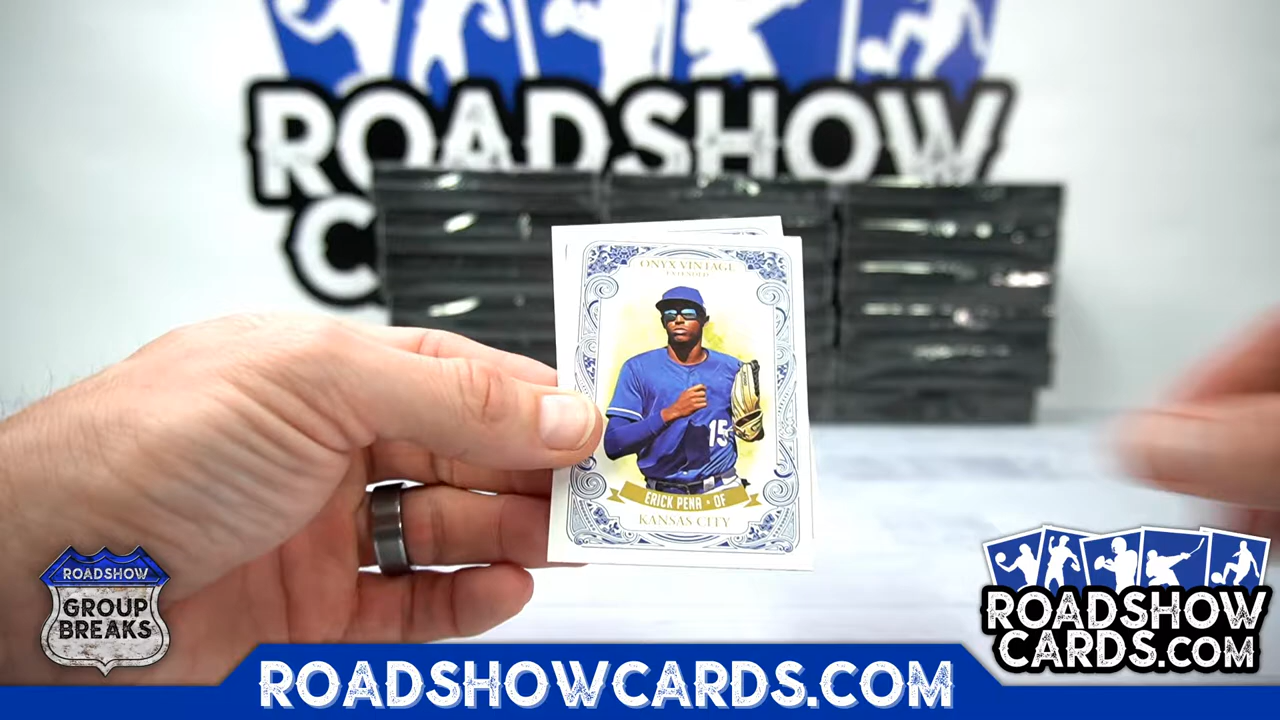 ROADSHOW
C
ONYX VINTAGE
EXTENDED
15
ERICK PENA • OF
KANSAS CITY
ROADSHOW
GROUP
BREAKS
ROADSHOW
CARDS.COM
ROADSHOWCARDS.COM